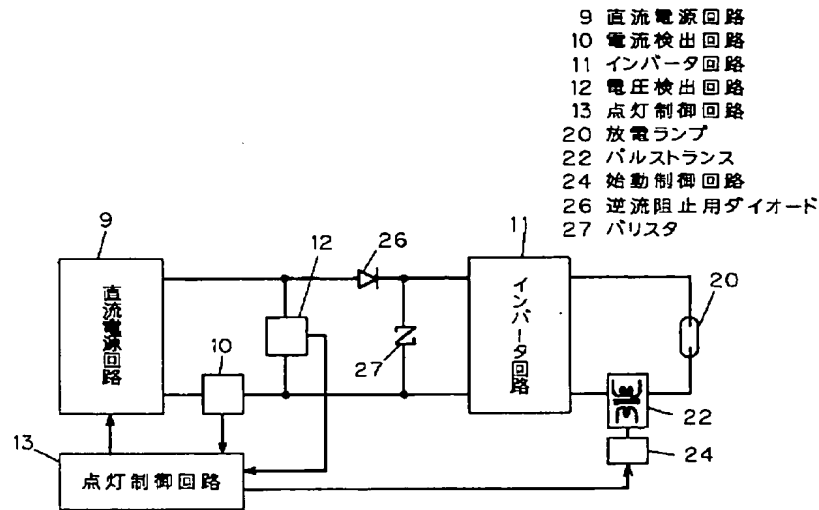 9 直流電源回路
10 電流検出回路
11 インバータ回路
12 電圧検出回路
13 点灯制御回路
20 放電ランプ
22 パルストランス
24 始動制御回路
26 逆流阻止用ダイオード
27 バリスタ
9
12
26
11
20
直流電源回路
インバータ回路
10
27
22
13
24
点灯制御回路